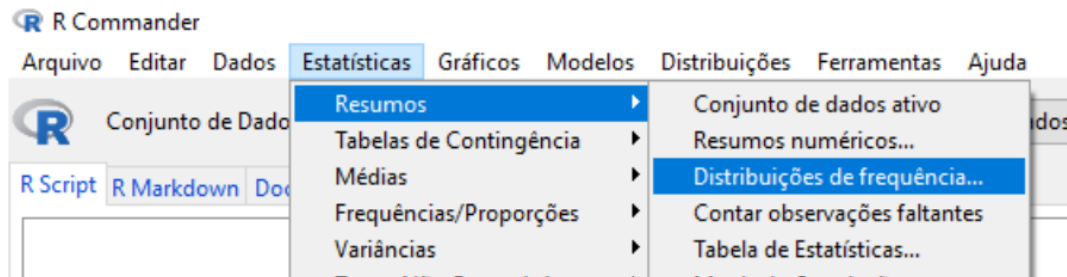 R Commander
Arquivo Editar Dados Estatísticas Gráficos Modelos Distribuições Ferramentas Ajuda
R Conjunto de
Resumos
Tabelas de Contingência
Médias
Frequências/Proporções
Variâncias
Conjunto de dados ativo
Resumos numéricos...
Distribuições de frequência...
Contar observações faltantes
Tabela de Estatísticas...
R Script R Markdown